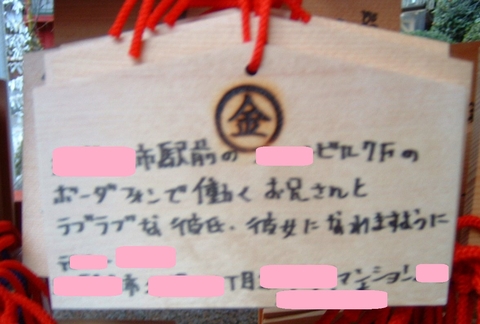 金
市駅前の ビル7Fの
ボーダフォンで働くお兄さんと
ラブラブな彼氏・彼女になれますように
市 丁目 マンション